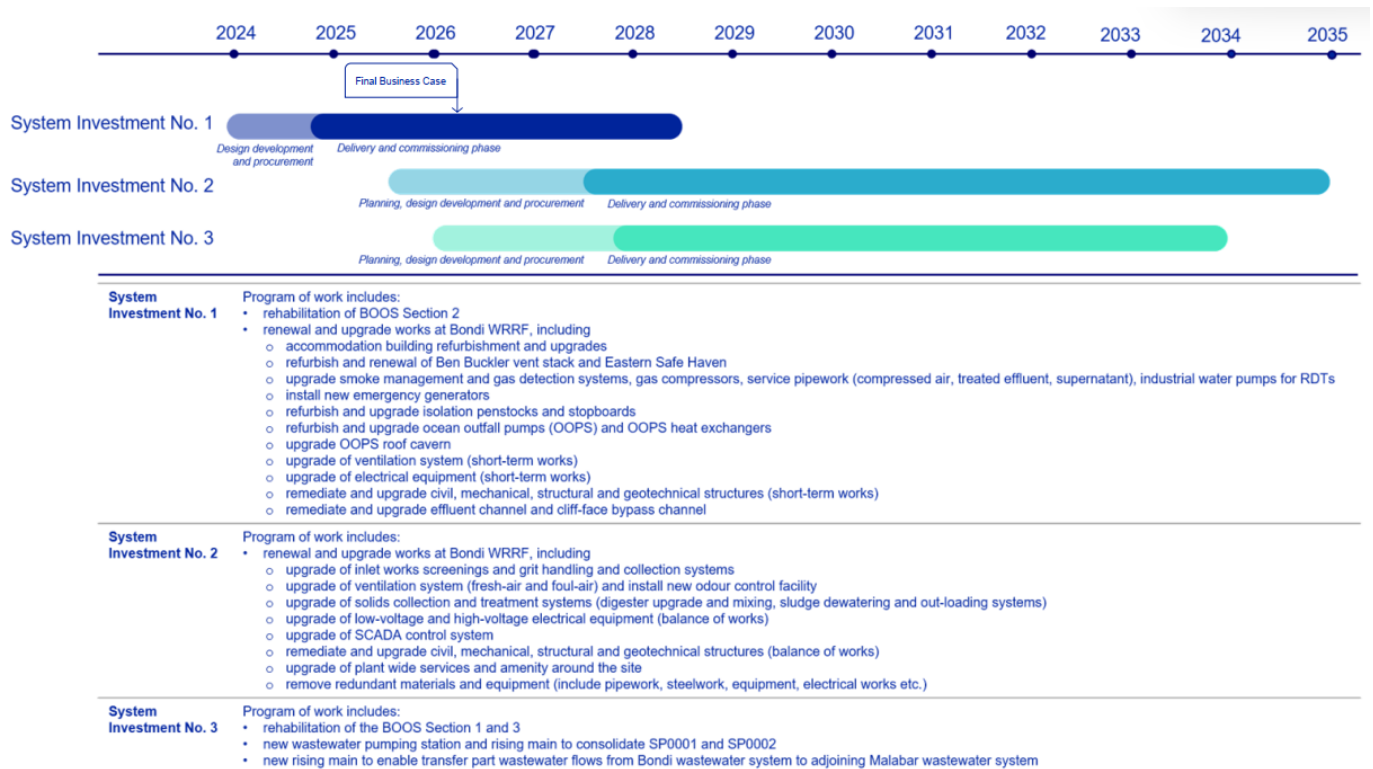 2024 2025 2026 2027 2028 2029 2030 2031 2032 2033 2034 2035
Final Business Case
System Investment No. 1
Design development
and procurement
Delivery and commissioning phase
System Investment No. 2
Planning, design development and procurement
Delivery and commissioning phase
System Investment No. 3
Planning, design development and procurement
Delivery and commissioning phase
System
Investment No. 1
Program of work includes:
• rehabilitation of BOOS Section 2
• renewal and upgrade works at Bondi WRRF, including
o accommodation building refurbishment and upgrades
o refurbish and renewal of Ben Buckler vent stack and Eastern Safe Haven
o upgrade smoke management and gas detection systems, gas compressors, service pipework (compressed air, treated effluent, supernatant), industrial water pumps for RDTs
o install new emergency generators
o refurbish and upgrade isolation penstocks and stopboards
o refurbish and upgrade ocean outfall pumps (OOPS) and OOPS heat exchangers
o upgrade OOPS roof cavern
o upgrade of ventilation system (short-term works)
o upgrade of electrical equipment (short-term works)
o remediate and upgrade civil, mechanical, structural and geotechnical structures (short-term works)
o remediate and upgrade effluent channel and cliff-face bypass channel
System
Investment No. 2
Program of work includes:
• renewal and upgrade works at Bondi WRRF, including
o upgrade of inlet works screenings and grit handling and collection systems
o upgrade of ventilation system (fresh-air and foul-air) and install new odour control facility
o upgrade of solids collection and treatment systems (digester upgrade and mixing, sludge dewatering and out-loading systems)
o upgrade of low-voltage and high-voltage electrical equipment (balance of works)
o upgrade of SCADA control system
o remediate and upgrade civil, mechanical, structural and geotechnical structures (balance of works)
o upgrade of plant wide services and amenity around the site
o remove redundant materials and equipment (include pipework, steelwork, equipment, electrical works etc.)
System
Investment No. 3
Program of work includes:
• rehabilitation of the BOOS Section 1 and 3
• new wastewater pumping station and rising main to consolidate SP0001 and SP0002
• new rising main to enable transfer part wastewater flows from Bondi wastewater system to adjoining Malabar wastewater system